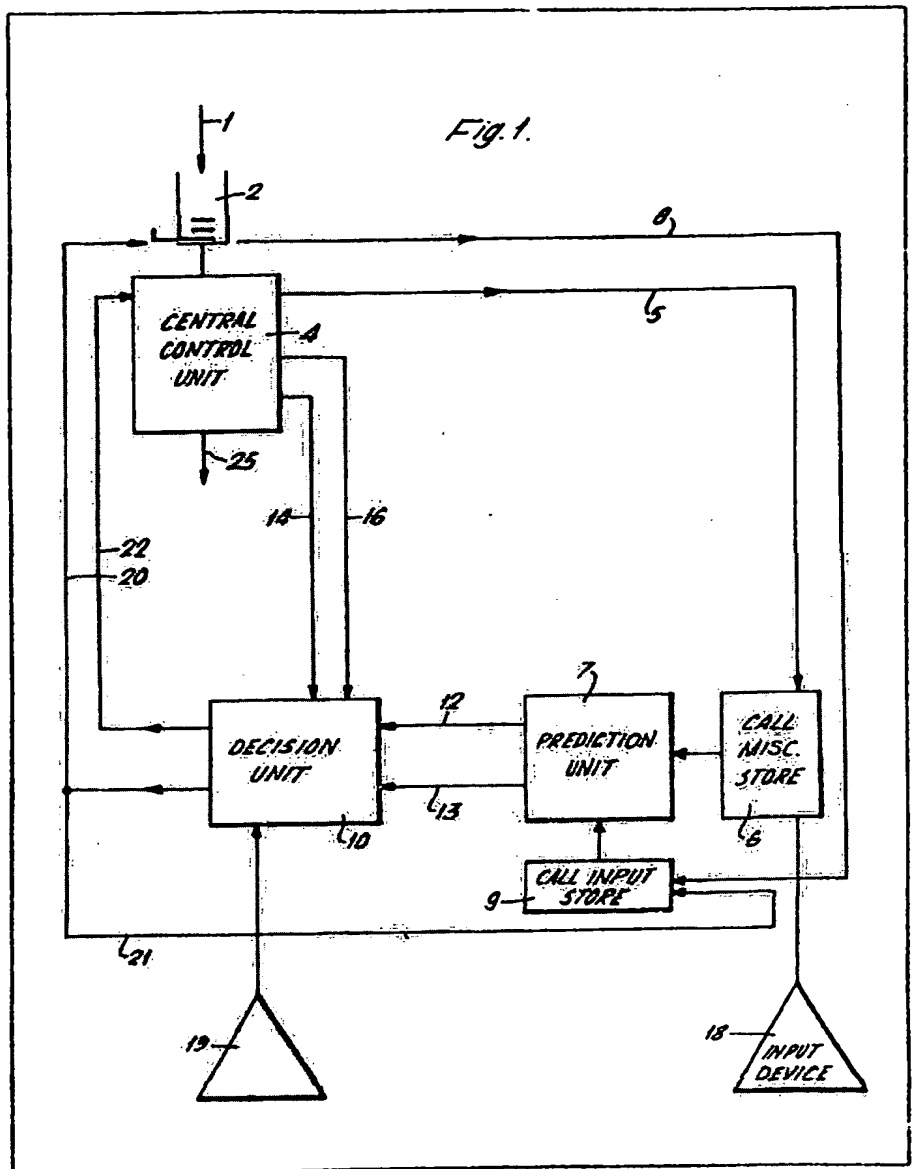 1
Fig. 1.
2
8
CENTRAL
CONTROL
UNIT
4
5
25
14
16
22
20
7
12
CALL
MISC.
STORE
DECISION
UNIT
PREDICTION
UNIT
13
10
6
CALL INPUT
STORE
9
21
19
18
INPUT
DEVICE